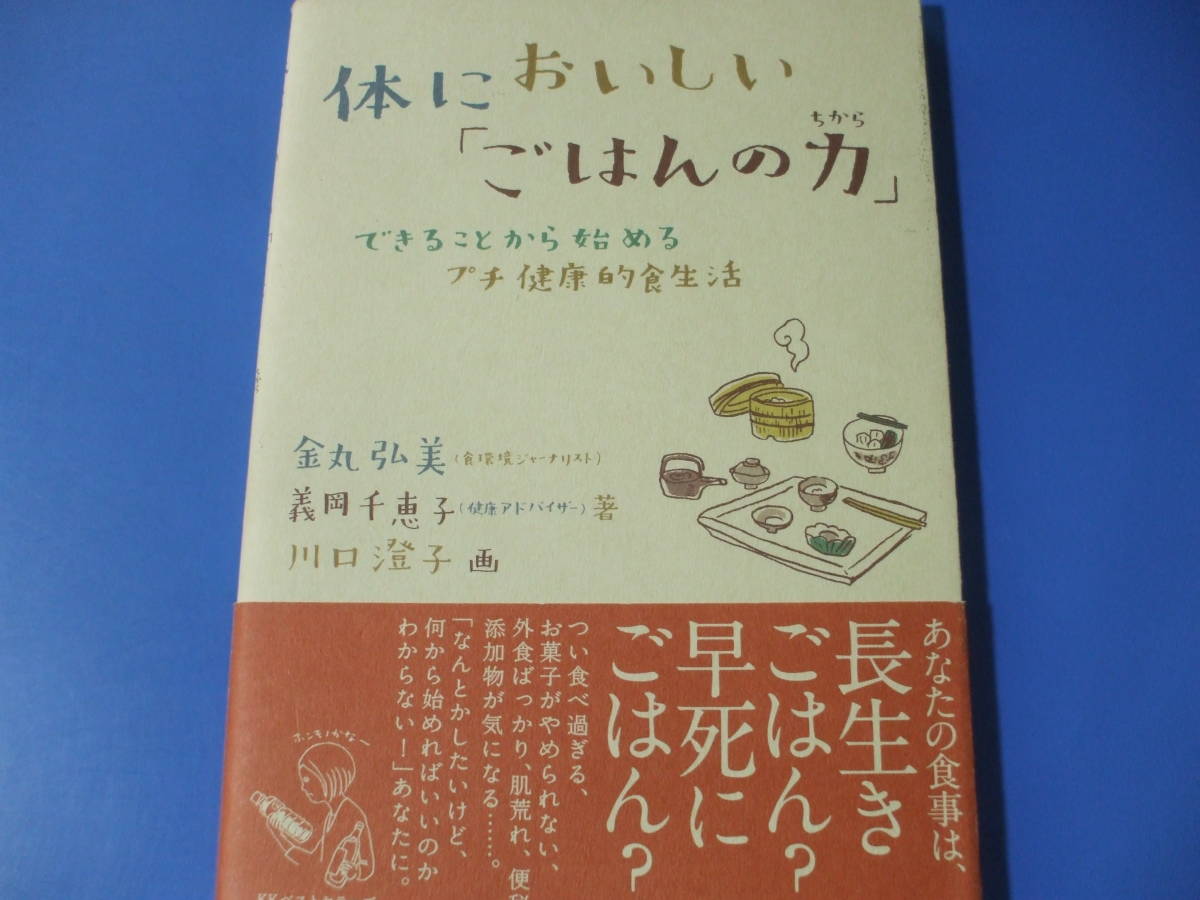 体においしい
ちから
「ごはんの力」
できることから始める
プチ健康的食生活
金丸弘美(食環境ジャーナリスト)
義岡千恵子(健康アドバイザー)著
川口澄子 画
あなたの食事は、
長生き
ごはん?
早死に
ごはん?
つい食べ過ぎる、
お菓子がやめられない、
外食ばっかり、肌荒れ、便
添加物が気になる……。
「なんとかしたいけど、
何から始めればいいのか
わからない!」あなたに。
ホンモノかなー